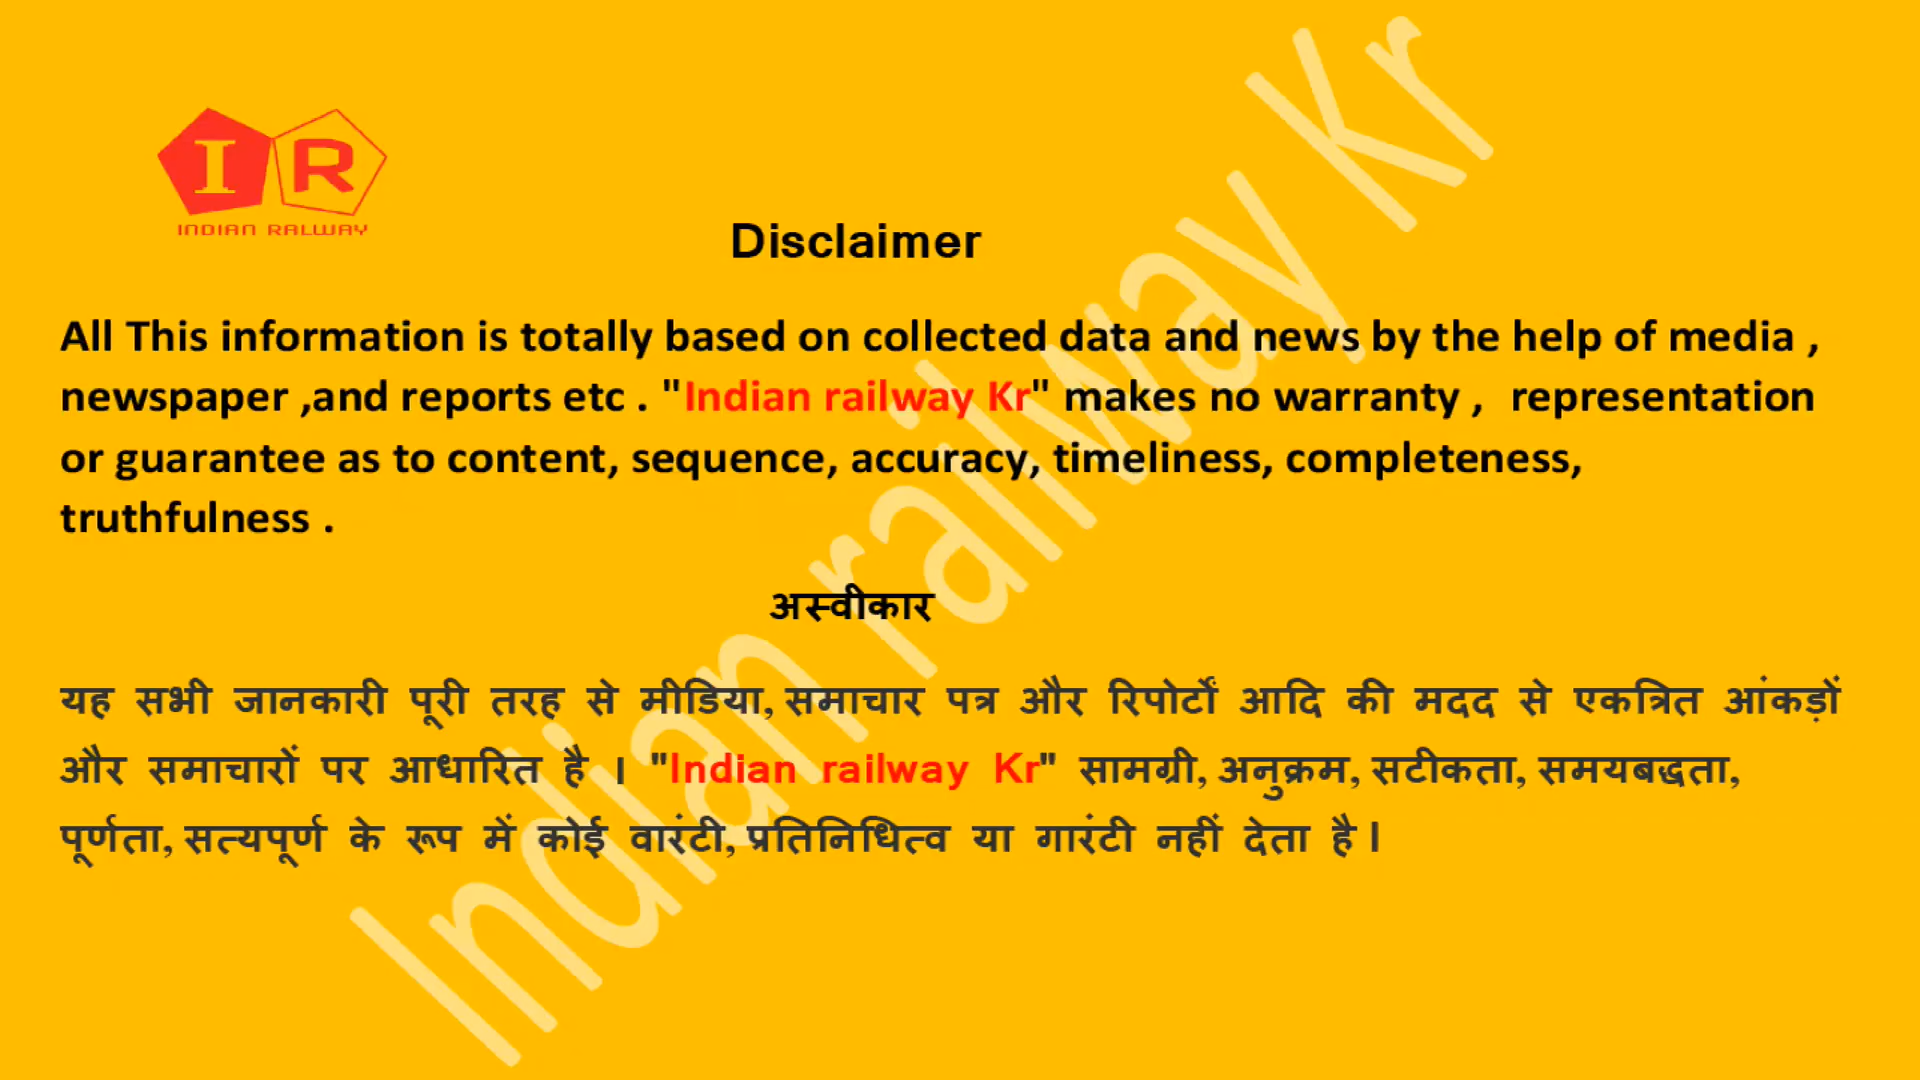 I R
INDIAN RALWAY
Disclaimer
All This information is totally based on collected data and news by the help of media ,
newspaper ,and reports etc . "Indian railway Kr" makes no warranty , representation
or guarantee as to content, sequence, accuracy, timeliness, completeness,
truthfulness .
अस्वीकार
यह सभी जानकारी पूरी तरह से मीडिया, समाचार पत्र और रिपोर्टों आदि की मदद से एकत्रित आंकड़ों
और समाचारों पर आधारित है । "Indian railway Kr" सामग्री, अनुक्रम, सटीकता, समयबद्धता,
पूर्णता, सत्यपूर्ण के रूप में कोई वारंटी, प्रतिनिधित्व या गारंटी नहीं देता है।
Indian railway Kr